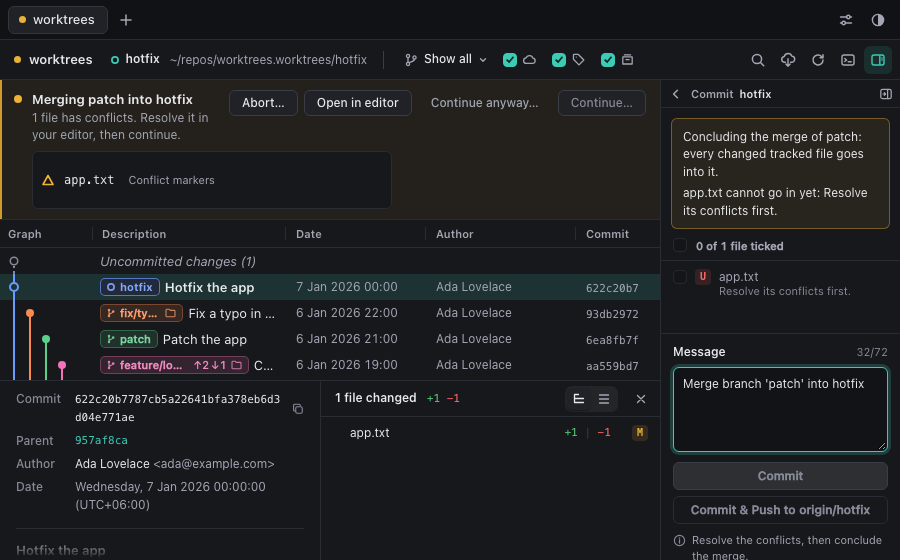 worktrees
worktrees hotfix ~/repos/worktrees.worktrees/hotfix Show all
Merging patch into hotfix
1 file has conflicts. Resolve it in
your editor, then continue.
Abort... Open in editor Continue anyway... Continue...
app.txt Conflict markers
Graph Description Date Author Commit
Uncommitted changes (1)
hotfix Hotfix the app 7 Jan 2026 00:00 Ada Lovelace 622c20b7
fix/ty... Fix a typo in ... 6 Jan 2026 22:00 Ada Lovelace 93db2972
patch Patch the app 6 Jan 2026 21:00 Ada Lovelace 6ea8fb7f
feature/lo... ↑2↓1 C... 6 Jan 2026 19:00 Ada Lovelace aa559bd7
Commit 622c20b7787cb5a22641bfa378eb6d3
d04e771ae
Parent 957af8ca
Author Ada Lovelace <ada@example.com>
Date Wednesday, 7 Jan 2026 00:00:00
(UTC+06:00)
Hotfix the app
1 file changed +1 −1
app.txt +1 −1 M
Commit hotfix
Concluding the merge of patch:
every changed tracked file goes
into it.
app.txt cannot go in yet: Resolve
its conflicts first.
0 of 1 file ticked
U app.txt
Resolve its conflicts first.
Message 32/72
Merge branch 'patch' into hotfix
Commit
Commit & Push to origin/hotfix
Resolve the conflicts, then conclude
the merge.